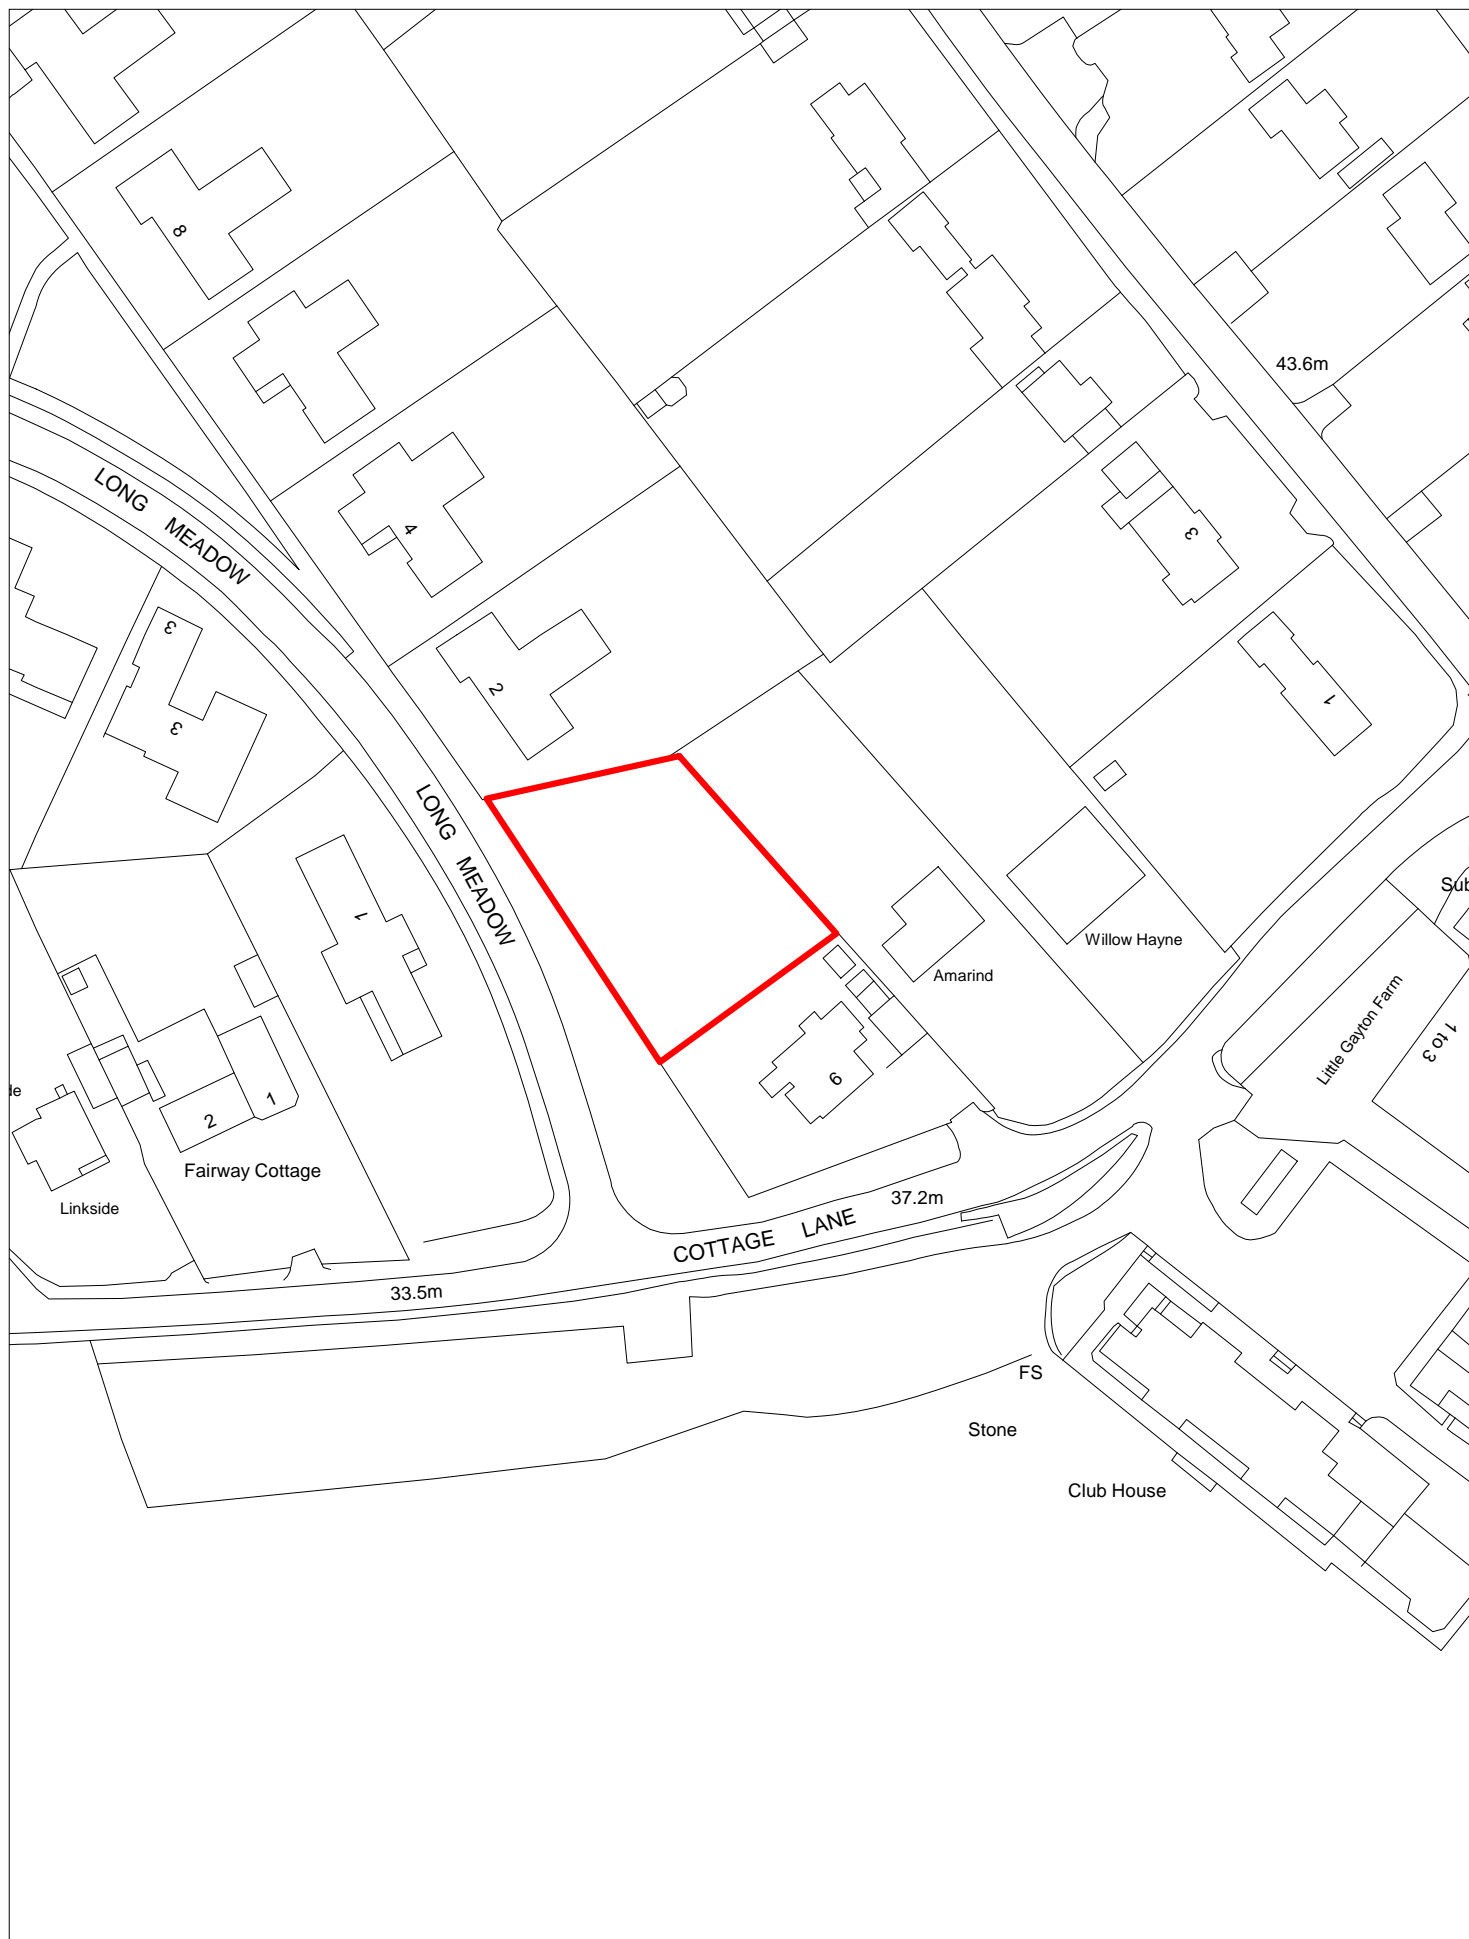 8
43.6m
LONG MEADOW
4
3
3
2
1
3
LONG MEADOW
1
Sub
Willow Hayne
Amarind
Little Gayton Farm
1 to 3
de
6
1
2
Fairway Cottage
37.2m
Linkside
COTTAGE LANE
33.5m
FS
Stone
Club House